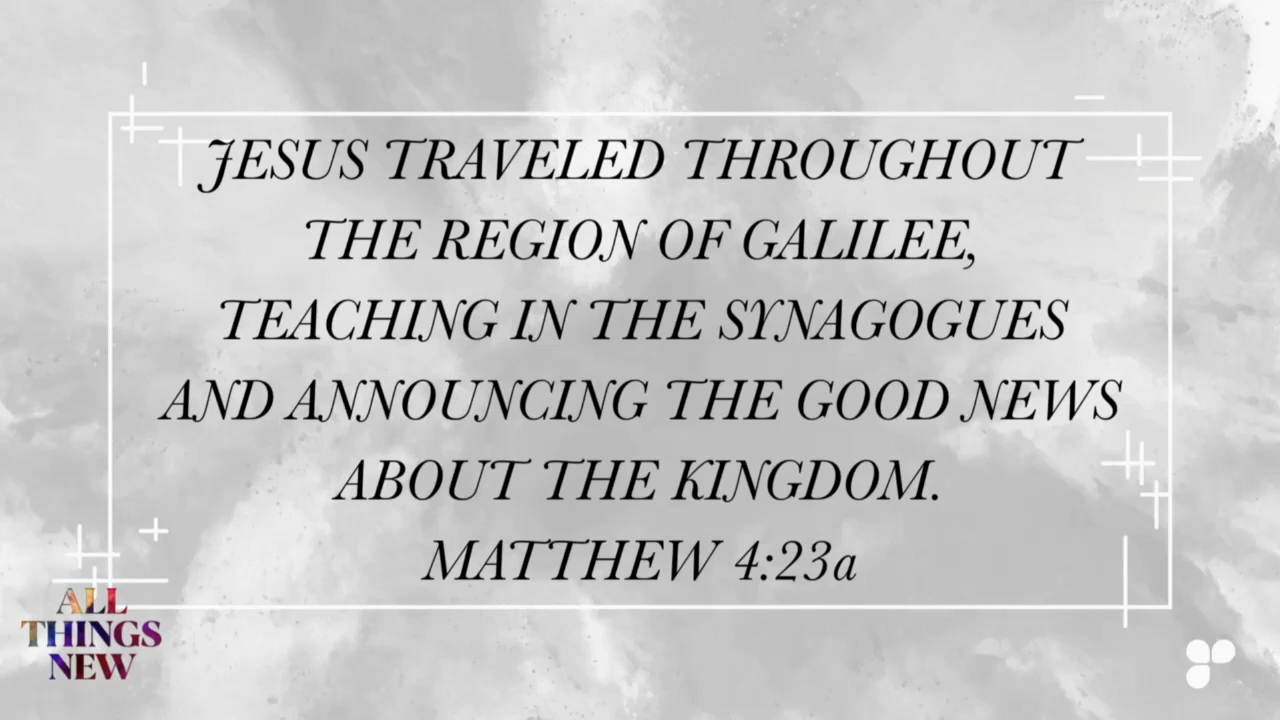 JESUS TRAVELED THROUGHOUT
THE REGION OF GALILEE,
TEACHING IN THE SYNAGOGUES
AND ANNOUNCING THE GOOD NEWS
ABOUT THE KINGDOM.
MATTHEW 4:23a
ALL
THINGS
NEW